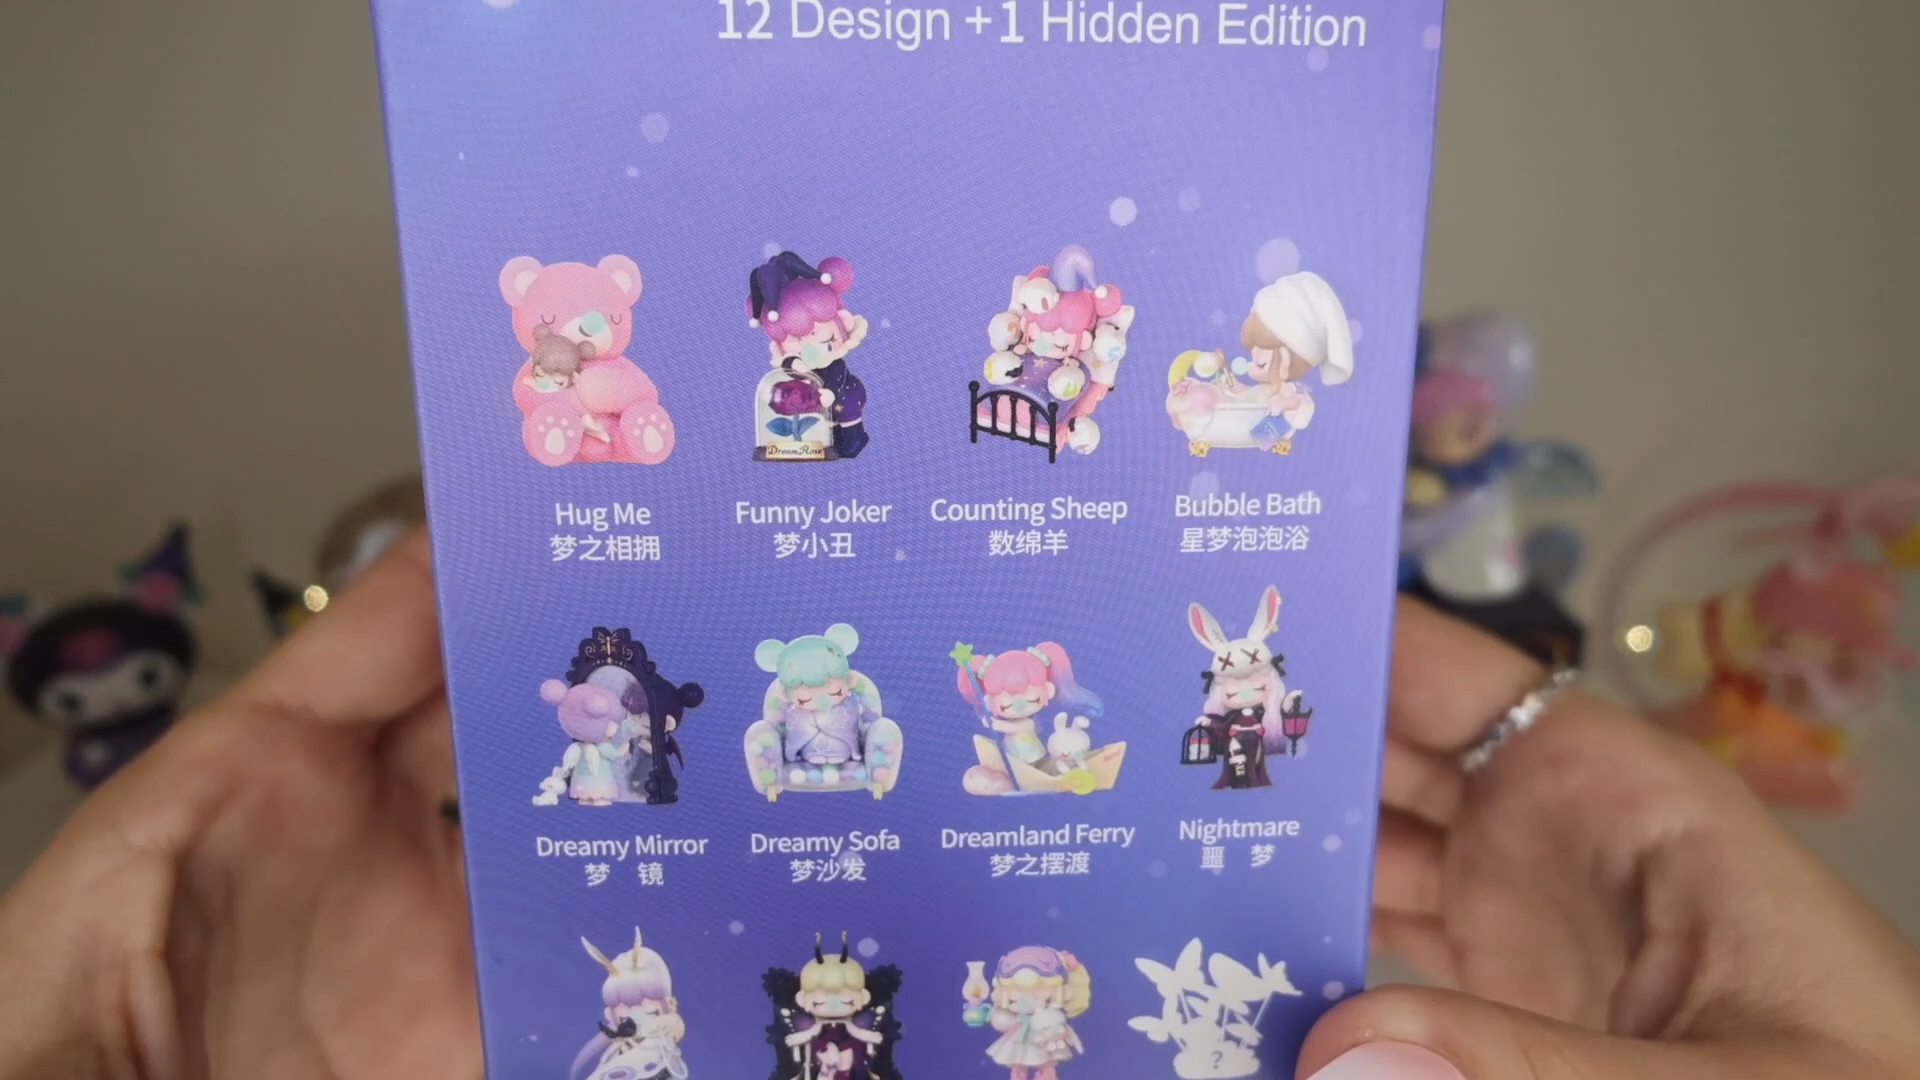 12 Design +1 Hidden Edition
DreamRose
Hug Me
梦之相拥
Funny Joker
梦小丑
Counting Sheep
数绵羊
Bubble Bath
星梦泡泡浴
Dreamy Mirror
梦 镜
Dreamy Sofa
梦沙发
Dreamland Ferry
梦之摆渡
Nightmare
噩 梦
?